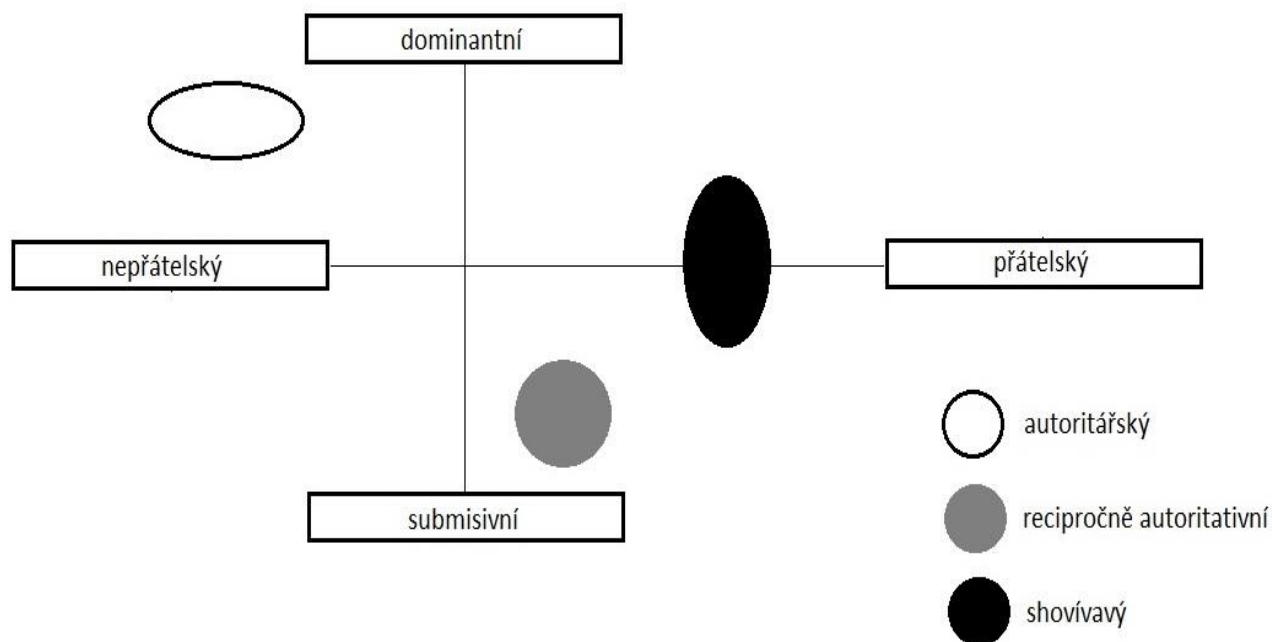 dominantní
nepřátelský
přátelský
submisivní
autoritářský
recipročně autoritativní
shovívavý